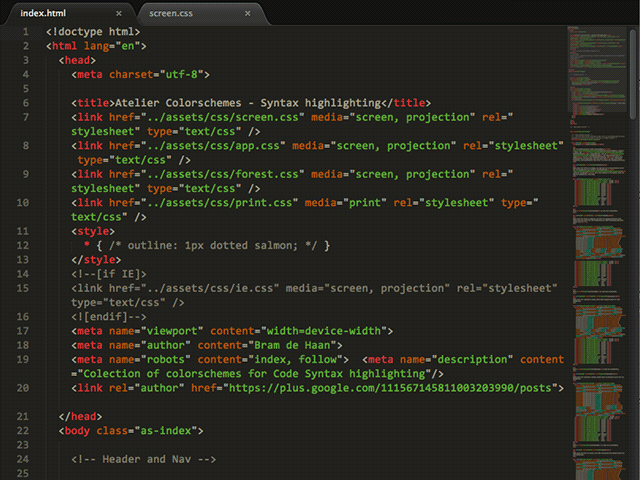 index.html × screen.css ×
1 <!doctype html>
2 <html lang="en">
3 <head>
4 <meta charset="utf-8">
5
6 <title>Atelier Colorschemes - Syntax highlighting</title>
7 <link href="../assets/css/screen.css" media="screen, projection" rel="
stylesheet" type="text/css" />
8 <link href="../assets/css/app.css" media="screen, projection" rel="stylesheet"
type="text/css" />
9 <link href="../assets/css/forest.css" media="screen, projection" rel="
stylesheet" type="text/css" />
10 <link href="../assets/css/print.css" media="print" rel="stylesheet" type="
text/css" />
11 <style>
12 * { /* outline: 1px dotted salmon; */ }
13 </style>
14 <!--[if IE]>
15 <link href="../assets/css/ie.css" media="screen, projection" rel="stylesheet"
type="text/css" />
16 <![endif]-->
17 <meta name="viewport" content="width=device-width">
18 <meta name="author" content="Bram de Haan">
19 <meta name="robots" content="index, follow"> <meta name="description" content
="Colection of colorschemes for Code Syntax highlighting"/>
20 <link rel="author" href="https://plus.google.com/111567145811003203990/posts">
21 </head>
22 <body class="as-index">
23
24 <!-- Header and Nav -->
25